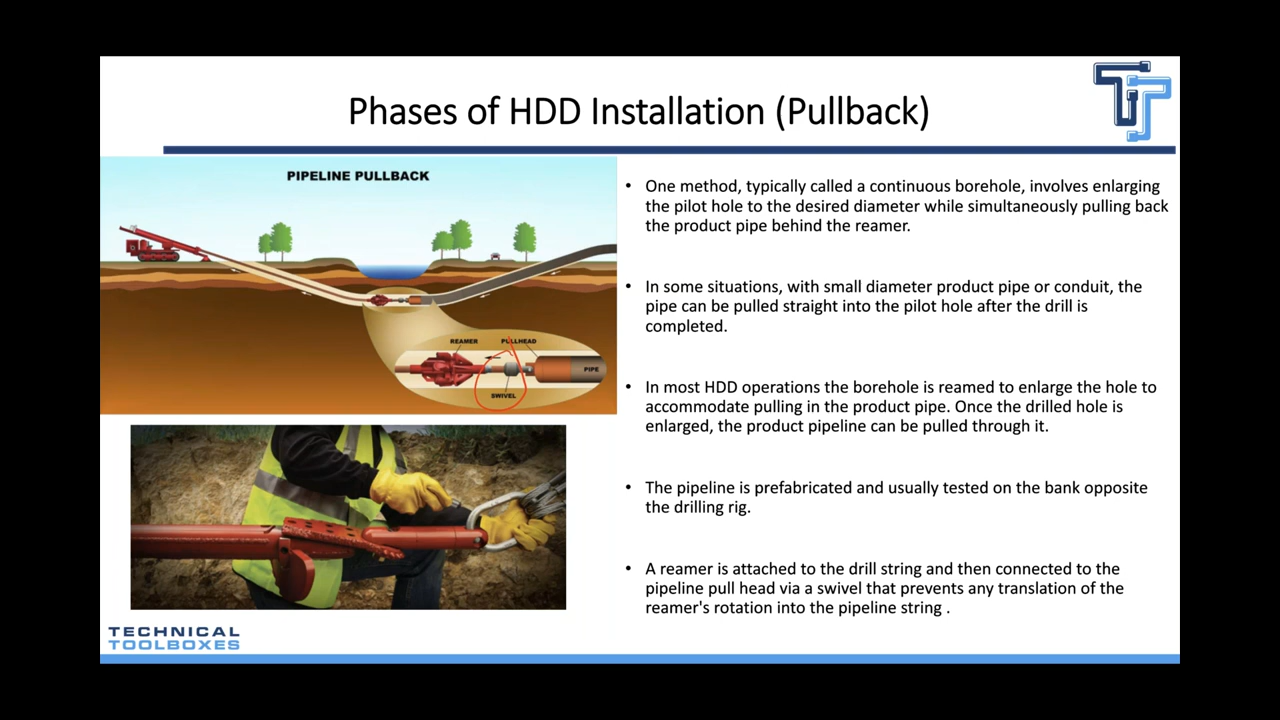 Phases of HDD Installation (Pullback)
PIPELINE PULLBACK
REAMER
PULLHEAD
PIPE
SWIVEL
• One method, typically called a continuous borehole, involves enlarging
the pilot hole to the desired diameter while simultaneously pulling back
the product pipe behind the reamer.
• In some situations, with small diameter product pipe or conduit, the
pipe can be pulled straight into the pilot hole after the drill is
completed.
• In most HDD operations the borehole is reamed to enlarge the hole to
accommodate pulling in the product pipe. Once the drilled hole is
enlarged, the product pipeline can be pulled through it.
• The pipeline is prefabricated and usually tested on the bank opposite
the drilling rig.
• A reamer is attached to the drill string and then connected to the
pipeline pull head via a swivel that prevents any translation of the
reamer's rotation into the pipeline string .
TECHNICAL
TOOLBOXES